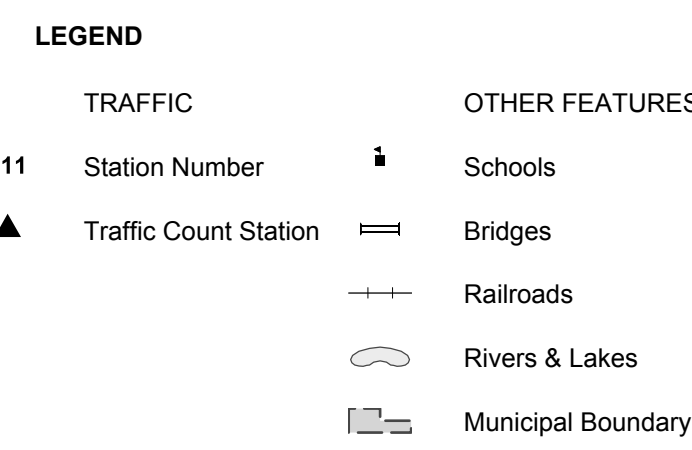 LEGEND
TRAFFIC OTHER FEATURES
11 Station Number Schools
Traffic Count Station Bridges
Railroads
Rivers & Lakes
Municipal Boundary